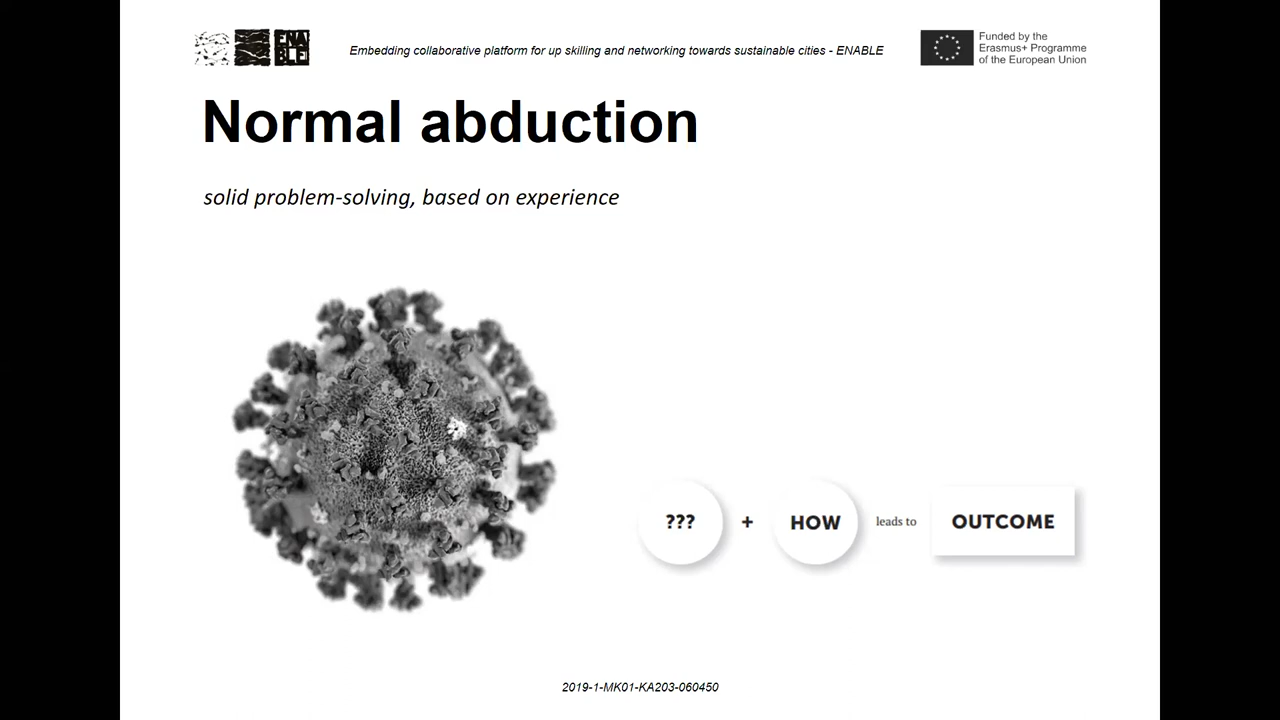 ENA
BLE
Embedding collaborative platform for up skilling and networking towards sustainable cities - ENABLE
Funded by the
Erasmus+ Programme
of the European Union
Normal abduction
solid problem-solving, based on experience
??? + HOW leads to OUTCOME
2019-1-MK01-KA203-060450